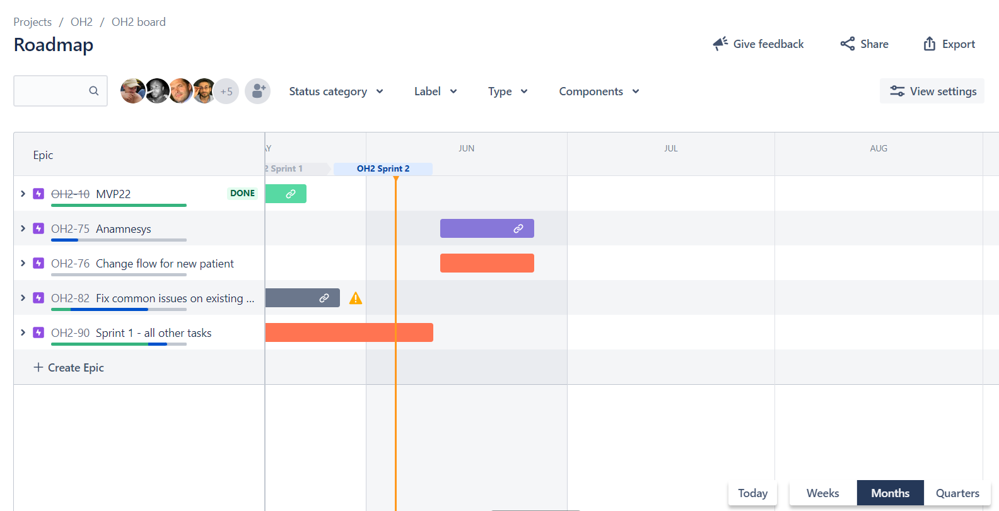 Projects / OH2 / OH2 board
Roadmap
Give feedback Share Export
+5 Status category Label Type Components View settings
Epic
AY JUN JUL AUG
2 Sprint 1 OH2 Sprint 2
OH2-10 MVP22 DONE
OH2-75 Anamnesys
OH2-76 Change flow for new patient
OH2-82 Fix common issues on existing ...
OH2-90 Sprint 1 - all other tasks
+ Create Epic
Today Weeks Months Quarters